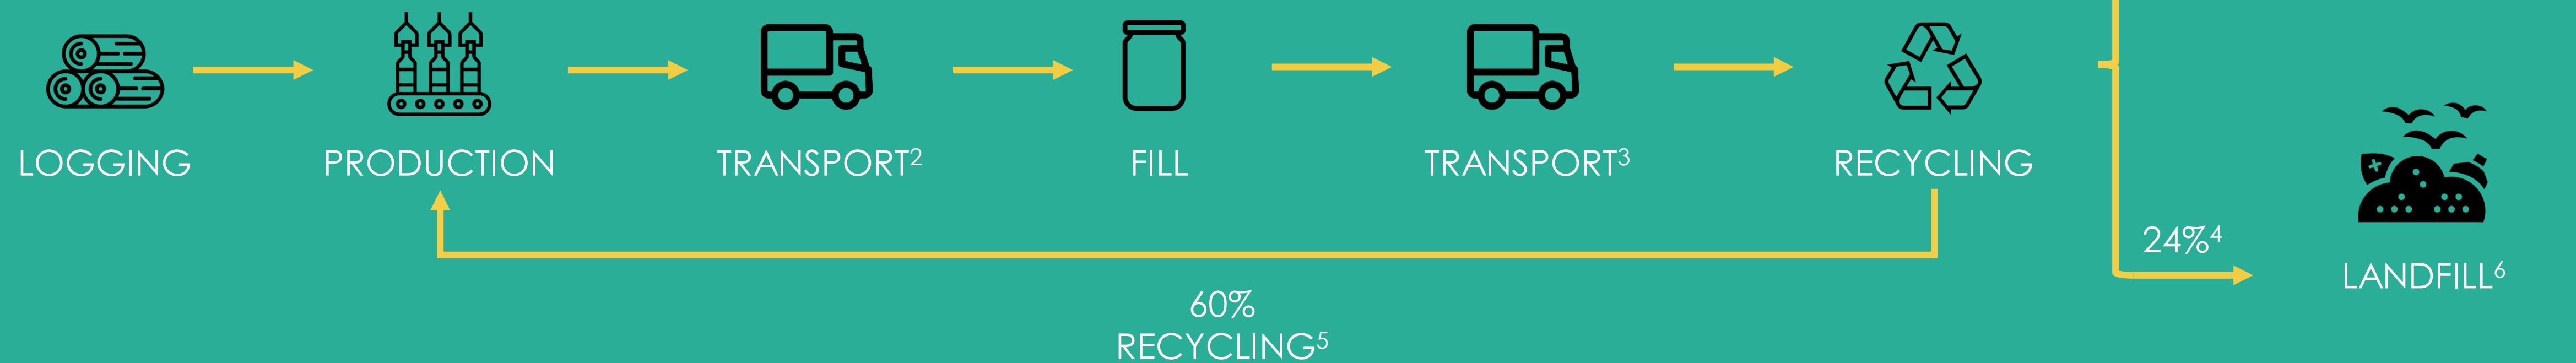 LOGGING
PRODUCTION
TRANSPORT²
FILL
TRANSPORT³
RECYCLING
24%⁴
LANDFILL⁶
60%
RECYCLING⁵